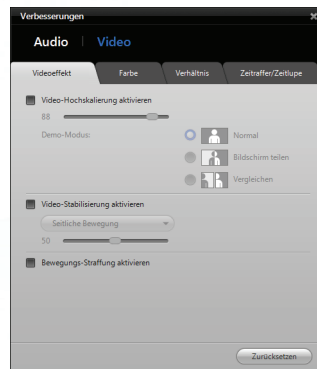 Verbesserungen
Audio Video
Videoeffekt Farbe Verhältnis Zeitraffer/Zeitlupe
Video-Hochskalierung aktivieren
88
Demo-Modus: Normal
Bildschirm teilen
Vergleichen
Video-Stabilisierung aktivieren
Seitliche Bewegung
50
Bewegungs-Straffung aktivieren
Zurücksetzen